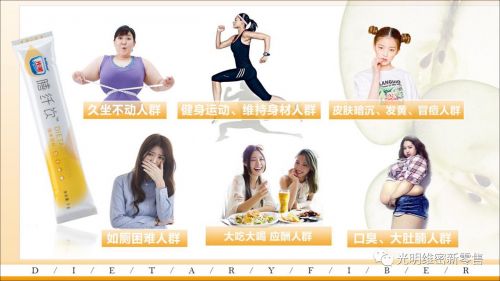 膳纤饮
久坐不动人群
健身运动、维持身材人群
皮肤暗沉、发黄、冒痘人群
如厕困难人群
大吃大喝 应酬人群
口臭、大肚腩人群
光明维密新零售
D / I / E / T / A / R / Y / F / I / B / E / R